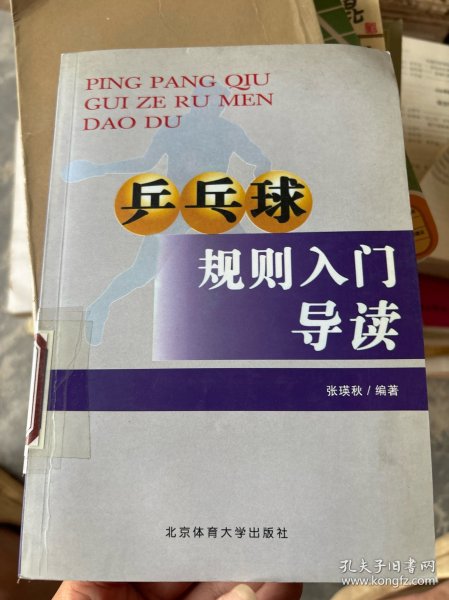 PING PANG QIU
GUI ZE RU MEN
DAO DU
乒乓球
规则入门
导读
张瑛秋 / 编著
北京体育大学出版社
孔夫子旧书网
www.kongfz.com